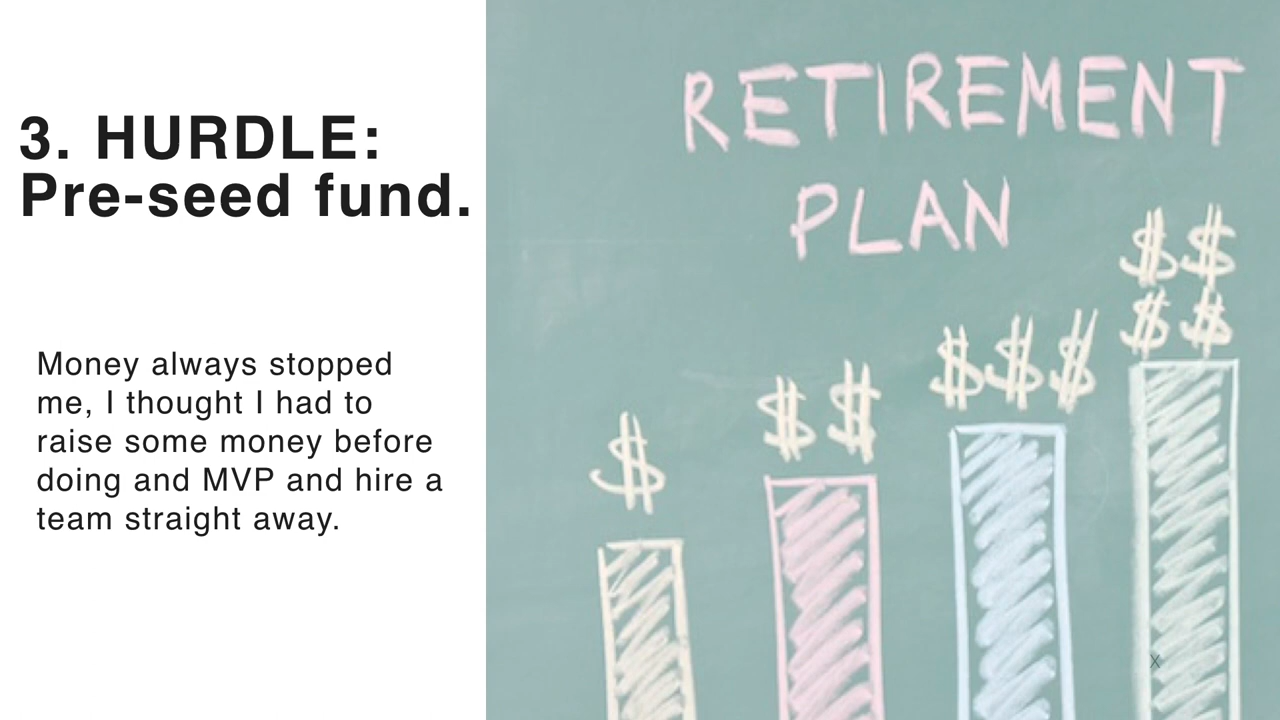 3. HURDLE:
Pre-seed fund.
Money always stopped
me, I thought I had to
raise some money before
doing and MVP and hire a
team straight away.
RETIREMENT
PLAN
$
$$
$$$
$$
$$
X